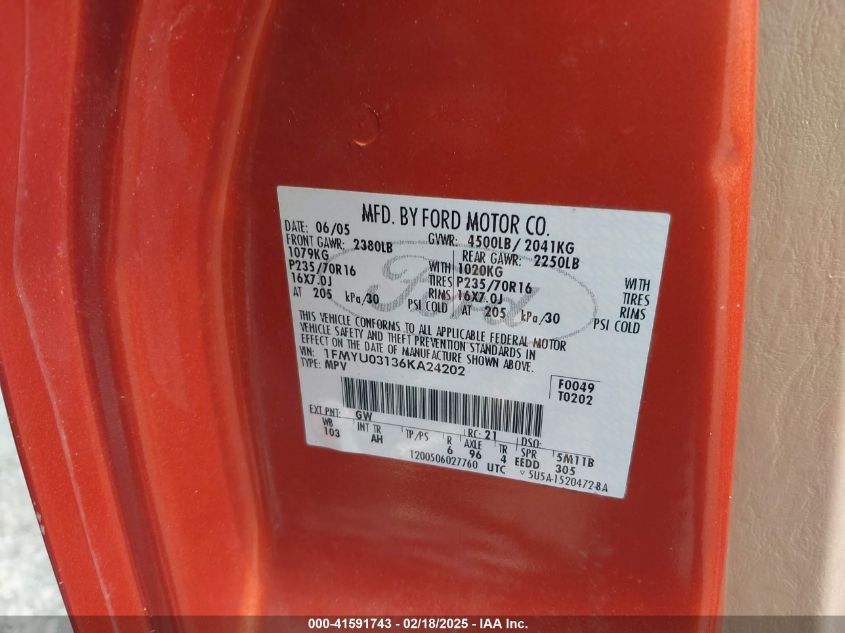 MFD. BY FORD MOTOR CO.
DATE: 06/05 GVWR: 4500LB/ 2041KG
FRONT GAWR: 2380LB REAR GAWR: 2250LB
1079KG WITH 1020KG WITH
P235/70R16 TIRES P235/70R16 TIRES
16X7.0J RIMS 16X7.0J RIMS
AT 205 kPa/30 PSI COLD AT 205 kPa/30 PSI COLD
Ford
THIS VEHICLE CONFORMS TO ALL APPLICABLE FEDERAL MOTOR
VEHICLE SAFETY AND THEFT PREVENTION STANDARDS IN
EFFECT ON THE DATE OF MANUFACTURE SHOWN ABOVE.
VIN: 1FMYU03136KA24202
TYPE: MPV
F0049
T0202
EXT PNT: GW RC: 21 DSO:
WB INT TR TP/PS R AXLE TR SPR 5M11B
103 AH 6 96 4 EEDD 305
1200506027760 UTC ▽ 5U5A-1520472-BA
000-41591743 - 02/18/2025 - IAA Inc.